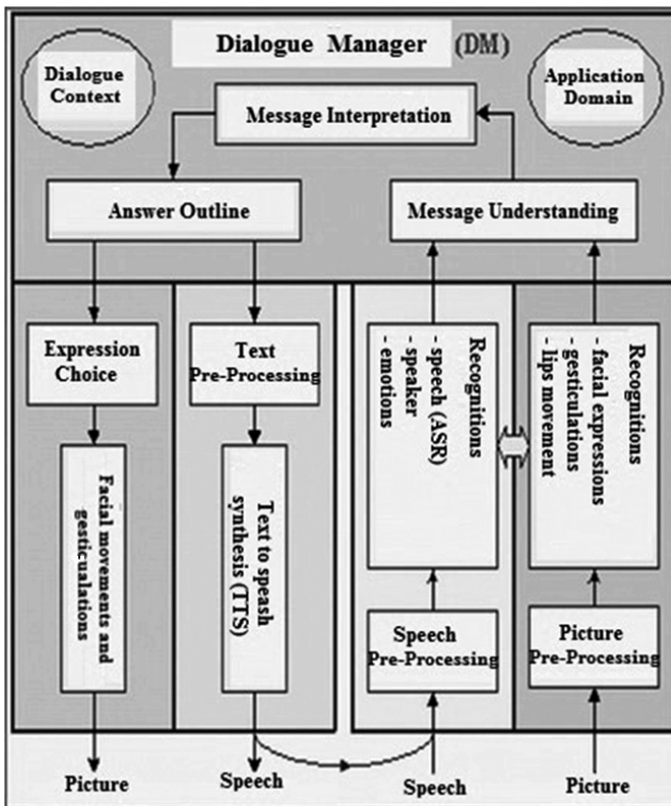 Dialogue Manager (DM)
Dialogue
Context
Application
Domain
Message Interpretation
Answer Outline
Message Understanding
Expression
Choice
Text
Pre-Processing
Recognitions
- speech (ASR)
- speaker
- emotions
Recognitions
- facial expressions
- gesticulations
- lips movement
Facial movements and
gesticualations
Text to speash
synthesis (TTS)
Speech
Pre-Processing
Picture
Pre-Processing
Picture
Speech
Speech
Picture